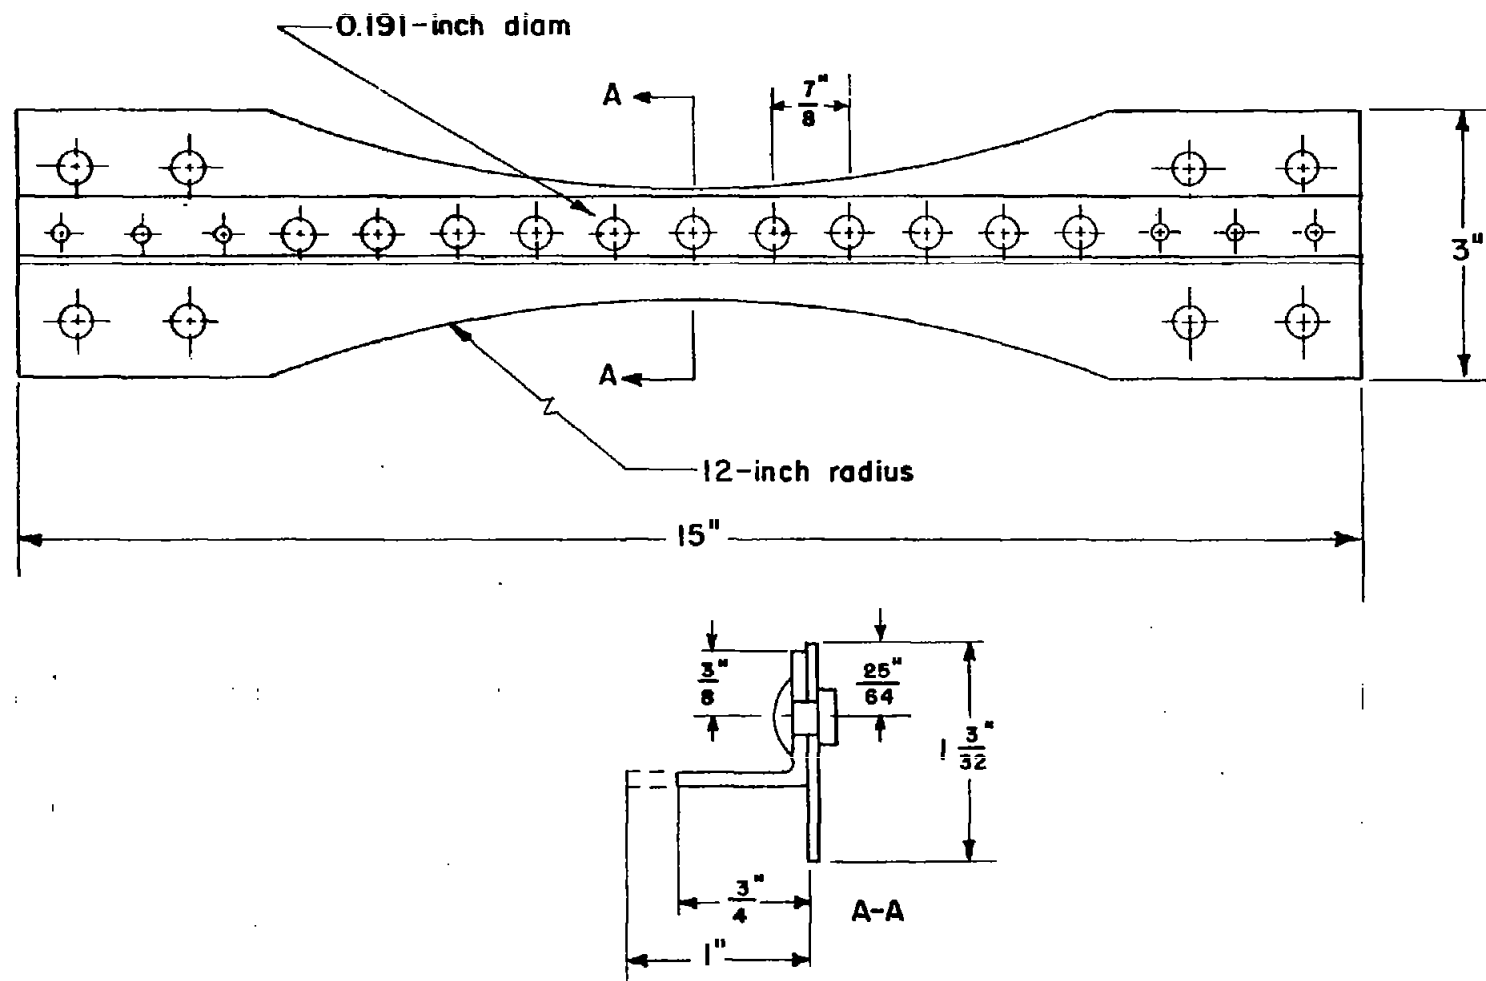 0.191-inch diam
A
7"
8
3"
A
12-inch radius
15"
3"
8
25"
64
1 3"
32
3"
4
A-A
1"